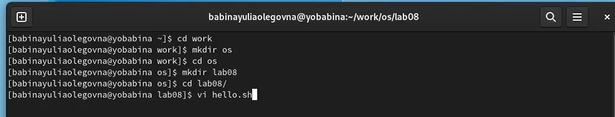 babinayuliaolegovna@yobabina:~/work/os/lab08
[babinayuliaolegovna@yobabina ~]$ cd work
[babinayuliaolegovna@yobabina work]$ mkdir os
[babinayuliaolegovna@yobabina work]$ cd os
[babinayuliaolegovna@yobabina os]$ mkdir lab08
[babinayuliaolegovna@yobabina os]$ cd lab08/
[babinayuliaolegovna@yobabina lab08]$ vi hello.sh